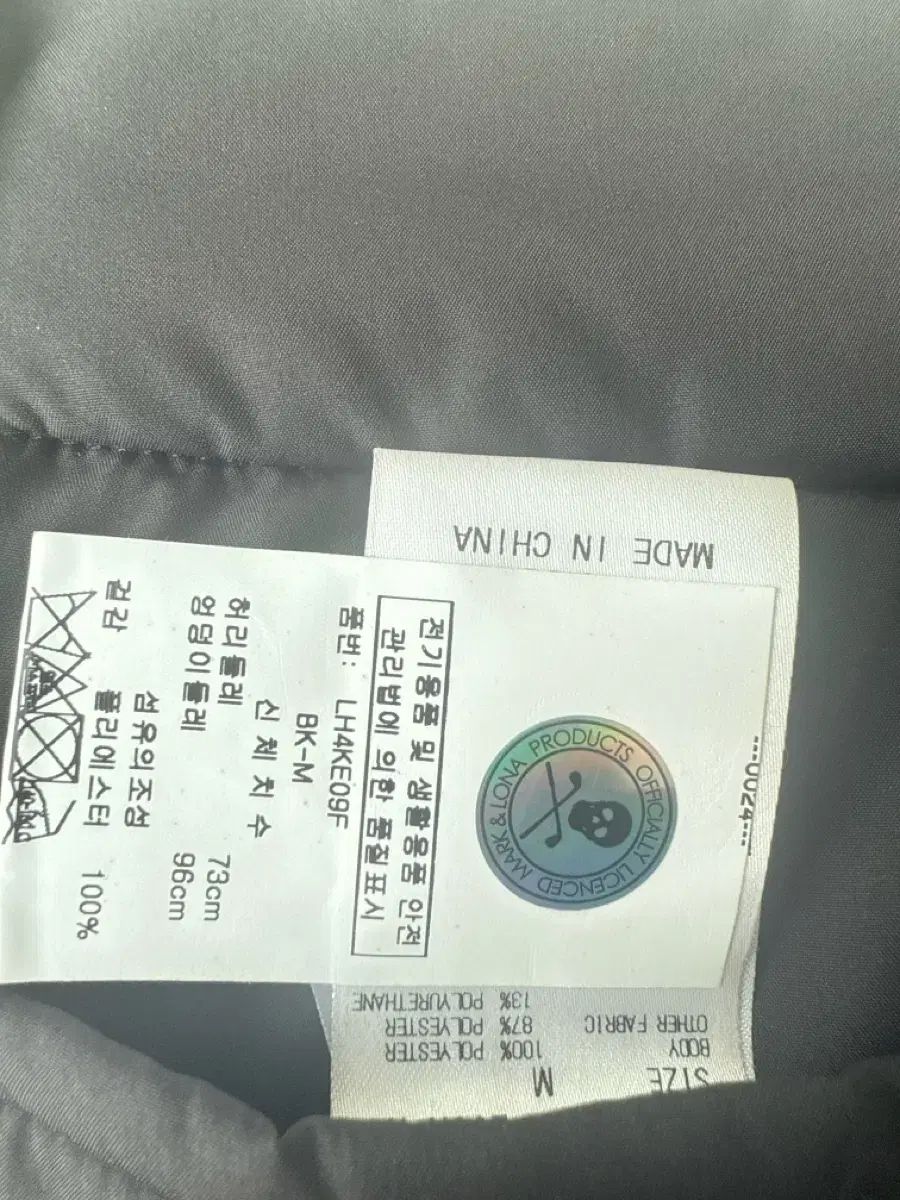 MADE IN CHINA
MARK & LONA PRODUCTS OFFICIALLY LICENCED
전기용품 및 생활용품 안전
관리법에 의한 품질표시
품번: LH4KE09F
BK-M
신체치수
허리둘레 73cm
엉덩이둘레 96cm
섬유의조성
겉감 폴리에스터 100%
SIZE M
BODY 100% POLYESTER
OTHER FABRIC 87% POLYESTER
13% POLYURETHANE